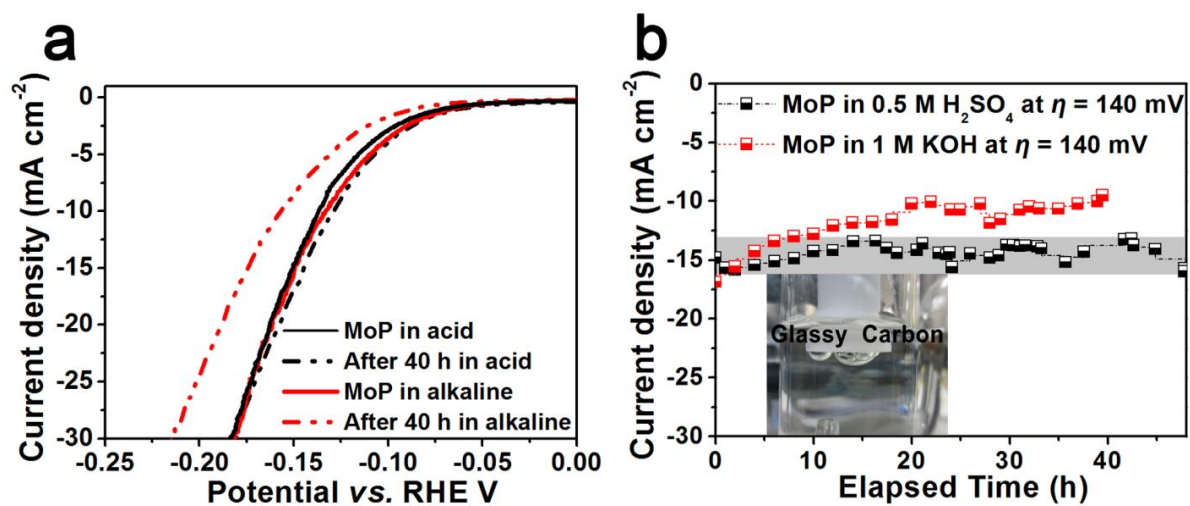 a
0
-5
-10
-15
-20
-25
-30
-0.25 -0.20 -0.15 -0.10 -0.05 0.00
Current density (mA cm⁻²)
Potential vs. RHE V
MoP in acid
After 40 h in acid
MoP in alkaline
After 40 h in alkaline
b
0
-5
-10
-15
-20
-25
-30
0 10 20 30 40
Current density (mA cm⁻²)
Elapsed Time (h)
MoP in 0.5 M H₂SO₄ at η = 140 mV
MoP in 1 M KOH at η = 140 mV
Glassy Carbon